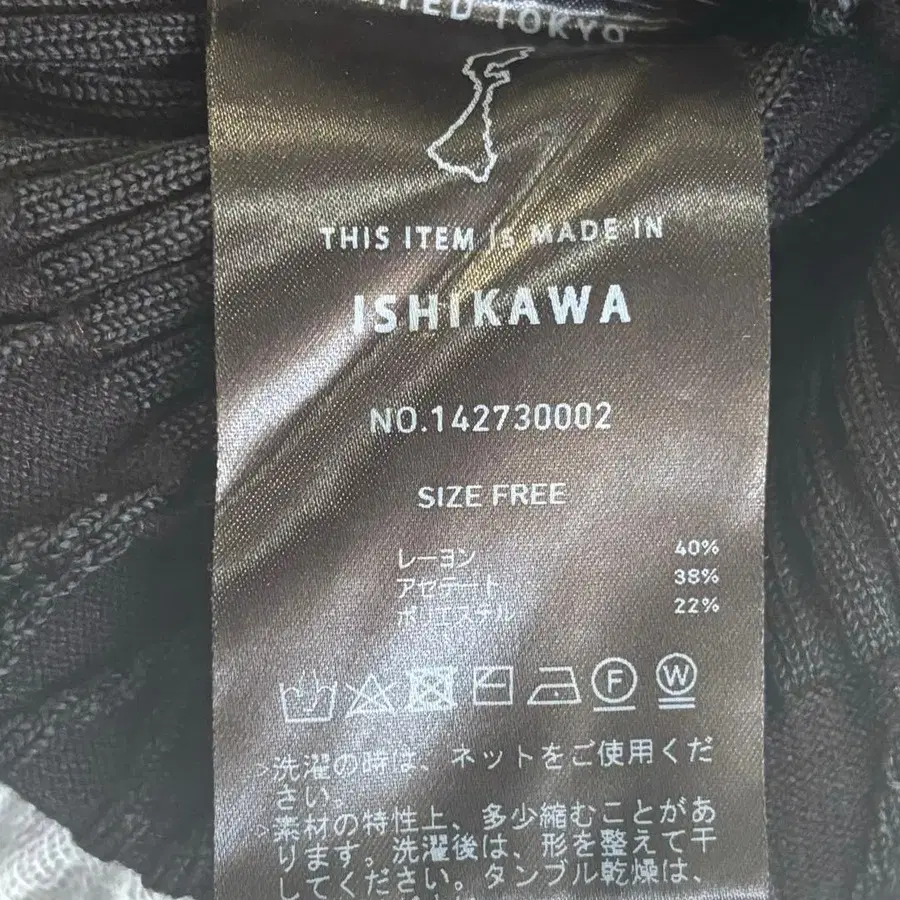 TED TOKYO
THIS ITEM IS MADE IN
ISHIKAWA
NO.142730002
SIZE FREE
レーヨン 40%
アセテート 38%
ポリエステル 22%
F W
>洗濯の時は、ネットをご使用くだ
さい。
>素材の特性上、多少縮むことがあ
ります。洗濯後は、形を整えて干
してください。タンブル乾燥は、